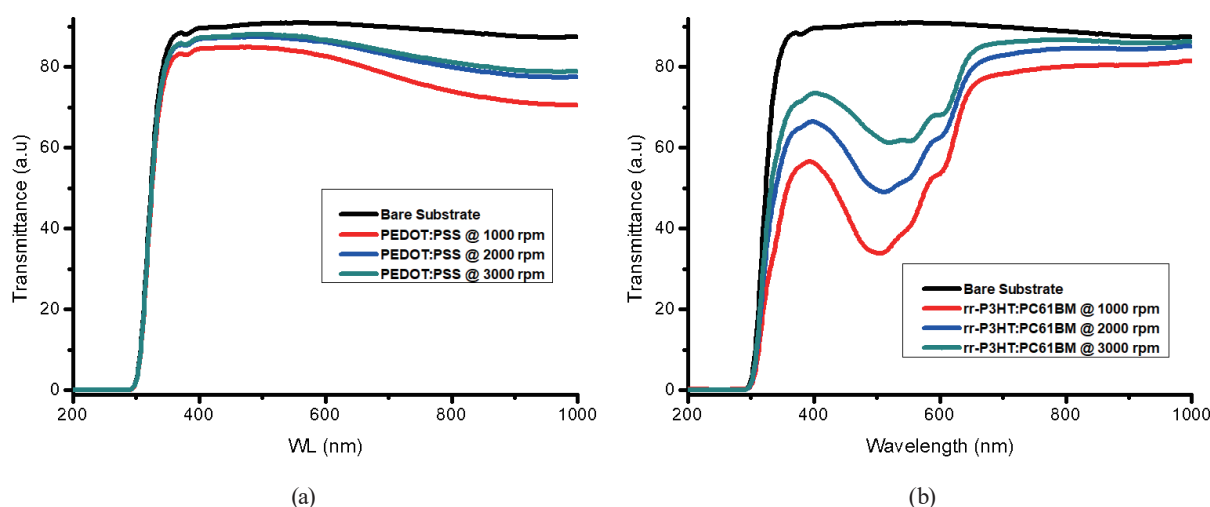 80
60
40
20
0
200
400
600
800
1000
Transmittance (a.u)
WL (nm)
Bare Substrate
PEDOT:PSS @ 1000 rpm
PEDOT:PSS @ 2000 rpm
PEDOT:PSS @ 3000 rpm
(a)
80
60
40
20
0
200
400
600
800
1000
Transmittance (a.u)
Wavelength (nm)
Bare Substrate
rr-P3HT:PC61BM @ 1000 rpm
rr-P3HT:PC61BM @ 2000 rpm
rr-P3HT:PC61BM @ 3000 rpm
(b)